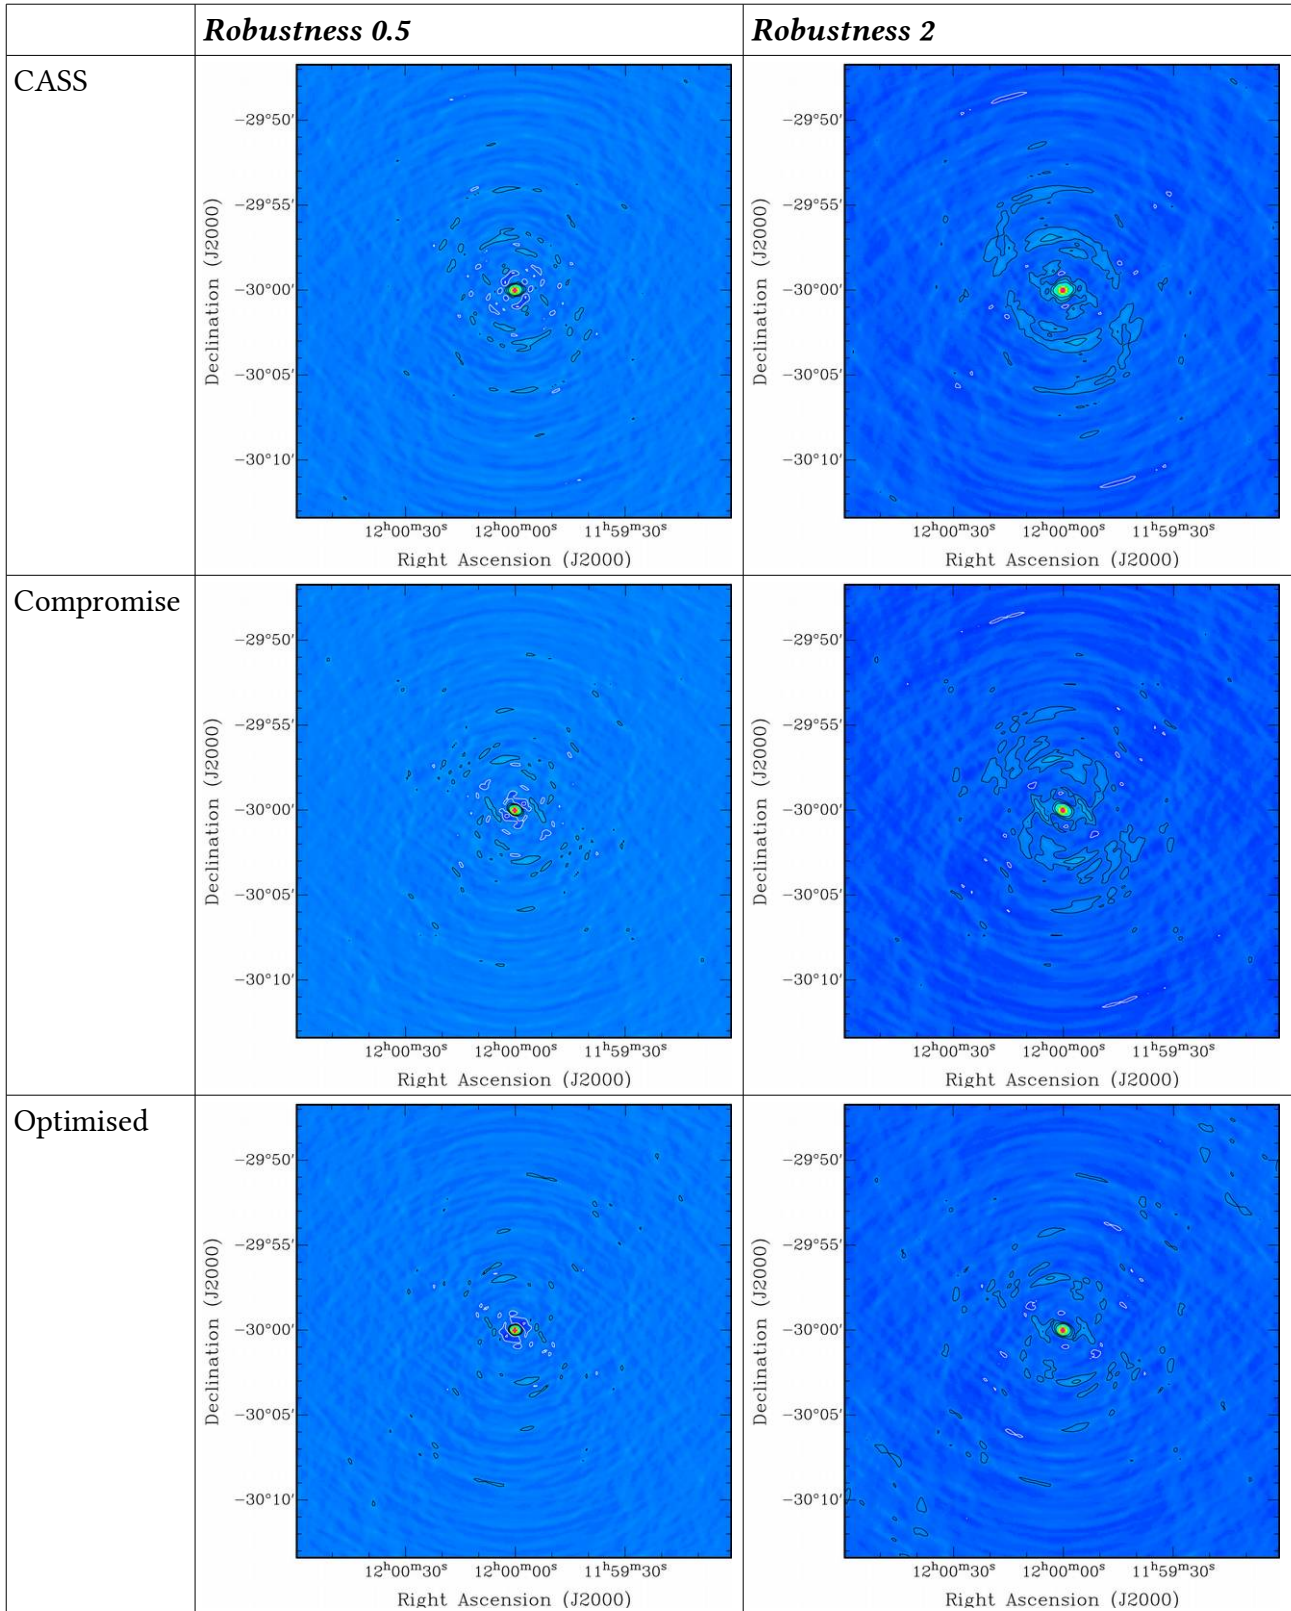 Robustness 0.5 Robustness 2
CASS
−29°50′
−29°55′
−30°00′
−30°05′
−30°10′
Declination (J2000)
12ʰ00ᵐ30ˢ 12ʰ00ᵐ00ˢ 11ʰ59ᵐ30ˢ
Right Ascension (J2000)
−29°50′
−29°55′
−30°00′
−30°05′
−30°10′
Declination (J2000)
12ʰ00ᵐ30ˢ 12ʰ00ᵐ00ˢ 11ʰ59ᵐ30ˢ
Right Ascension (J2000)
Compromise
−29°50′
−29°55′
−30°00′
−30°05′
−30°10′
Declination (J2000)
12ʰ00ᵐ30ˢ 12ʰ00ᵐ00ˢ 11ʰ59ᵐ30ˢ
Right Ascension (J2000)
−29°50′
−29°55′
−30°00′
−30°05′
−30°10′
Declination (J2000)
12ʰ00ᵐ30ˢ 12ʰ00ᵐ00ˢ 11ʰ59ᵐ30ˢ
Right Ascension (J2000)
Optimised
−29°50′
−29°55′
−30°00′
−30°05′
−30°10′
Declination (J2000)
12ʰ00ᵐ30ˢ 12ʰ00ᵐ00ˢ 11ʰ59ᵐ30ˢ
Right Ascension (J2000)
−29°50′
−29°55′
−30°00′
−30°05′
−30°10′
Declination (J2000)
12ʰ00ᵐ30ˢ 12ʰ00ᵐ00ˢ 11ʰ59ᵐ30ˢ
Right Ascension (J2000)